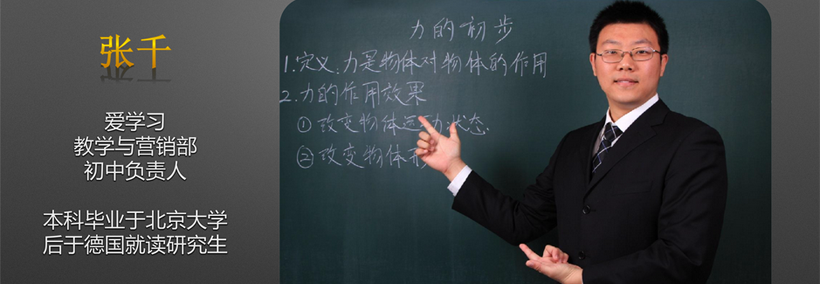 张千
爱学习
教学与营销部
初中负责人
本科毕业于北京大学
后于德国就读研究生
力的初步
1.定义:力是物体对物体的作用
2.力的作用效果
①改变物体运动状态.
②改变物体形